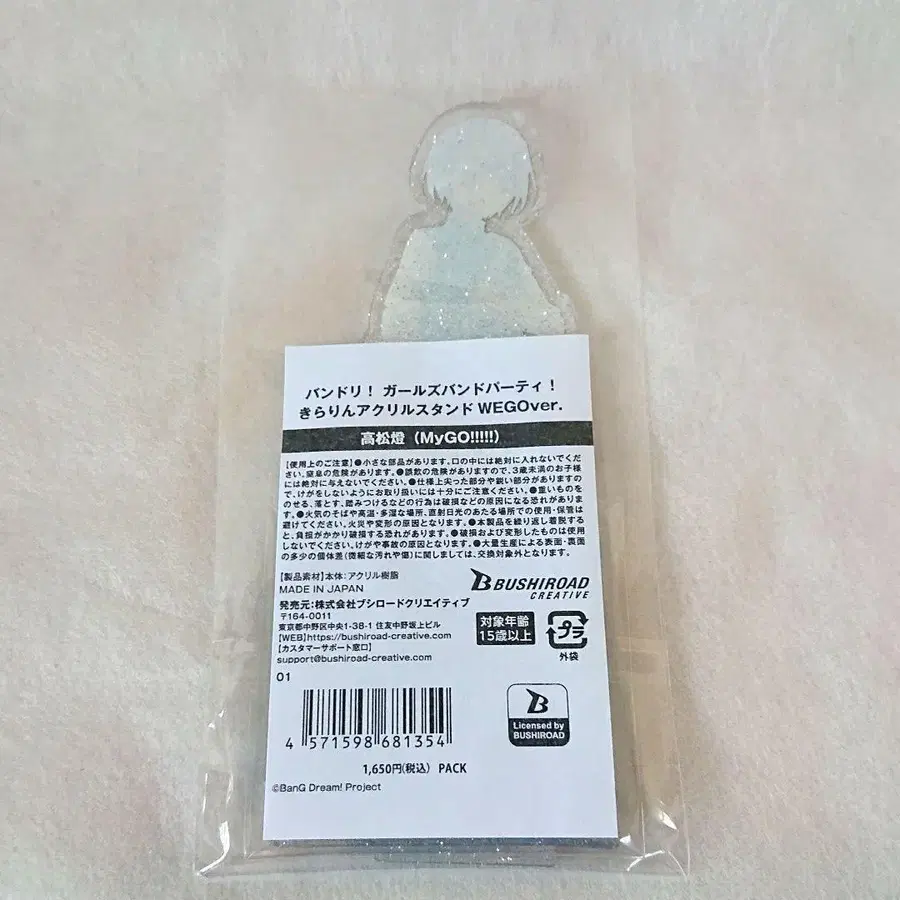 バンドリ！ ガールズバンドパーティ！
きらりんアクリルスタンド WEGOver.
高松燈（MyGO!!!!!）
【使用上のご注意】●小さな部品があります。口の中には絶対に入れないでくだ
さい。窒息の危険があります。●誤飲の危険がありますので、3歳未満のお子様
には絶対に与えないでください。●仕様上尖った部分や鋭い部分がありますの
で、けがをしないようにお取り扱いには十分にご注意ください。●重いものを
のせる、落とす、踏みつけるなどの行為は破損などの原因になる恐れがありま
す。●火気のそばや高温・多湿な場所、直射日光のあたる場所での使用・保管は
避けてください。火災や変形の原因となります。●本製品を繰り返し着脱する
と、負担がかかり破損する恐れがあります。●破損および変形したものは使用
しないでください。けがや事故の原因となります。●大量生産による表面・裏面
の多少の個体差（微細な汚れや傷）に関しましては、交換対象外となります。
【製品素材】本体：アクリル樹脂
MADE IN JAPAN
発売元：株式会社ブシロードクリエイティブ
〒164-0011
東京都中野区中央1-38-1 住友中野坂上ビル
【WEB】https://bushiroad-creative.com
【カスタマーサポート窓口】
support@bushiroad-creative.com
BUSHIROAD
CREATIVE
対象年齢
15歳以上
プラ
外袋
01
4 571598 681354
Licensed by
BUSHIROAD
1,650円(税込) PACK
©BanG Dream! Project